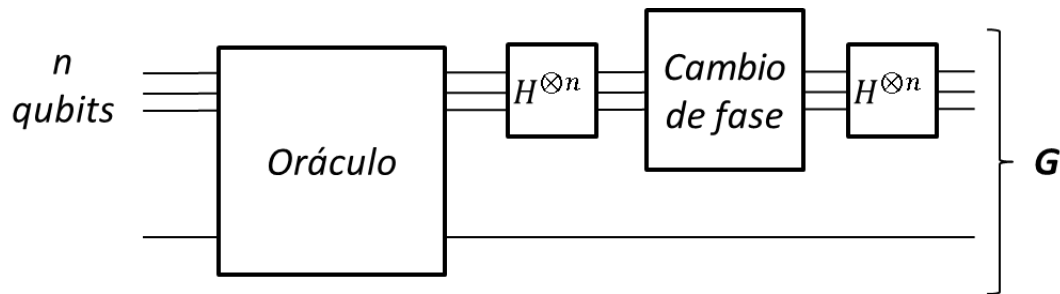 n
qubits
Oráculo
H⊗n
Cambio
de fase
H⊗n
G